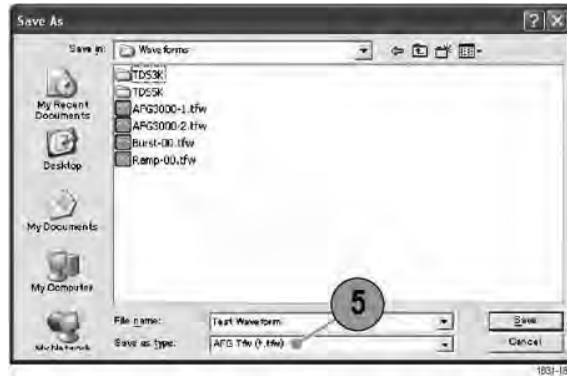 Save As
Save in:
Waveforms
TDS3K
TDS5K
AFG3000-1.tfw
AFG3000-2.tfw
Burst-00.tfw
Ramp-00.tfw
My Recent
Documents
Desktop
My Documents
My Computer
My Network
File name:
Test Waveform
Save
Save as type:
AFG Tfw (*.tfw)
Cancel
5